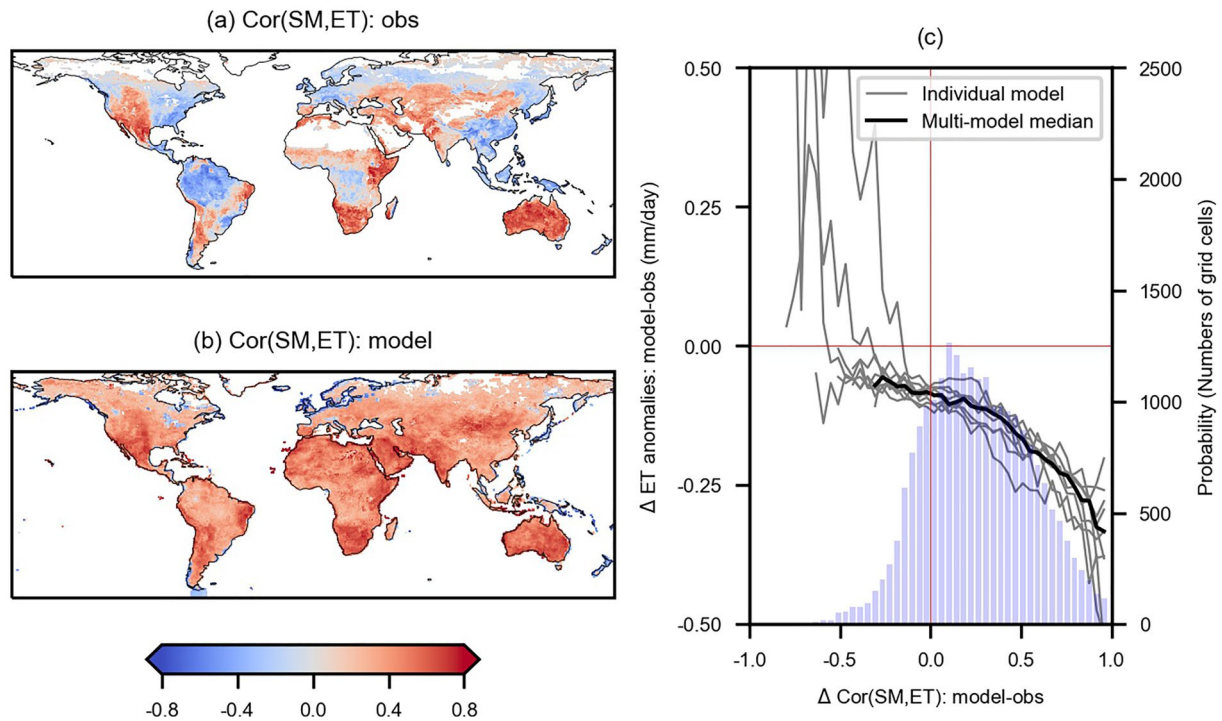 (a) Cor(SM,ET): obs
(b) Cor(SM,ET): model
-0.8 -0.4 0.0 0.4 0.8
(c)
Δ ET anomalies: model-obs (mm/day)
0.50
0.25
0.00
-0.25
-0.50
Individual model
Multi-model median
2500
2000
1500
1000
500
0
Probability (Numbers of grid cells)
-1.0 -0.5 0.0 0.5 1.0
Δ Cor(SM,ET): model-obs